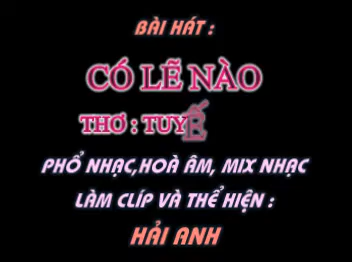 BÀI HÁT :
CÓ LẼ NÀO
THƠ : TUYẾ
PHỔ NHẠC,HOÀ ÂM, MIX NHẠC
LÀM CLÍP VÀ THỂ HIỆN :
HẢI ANH